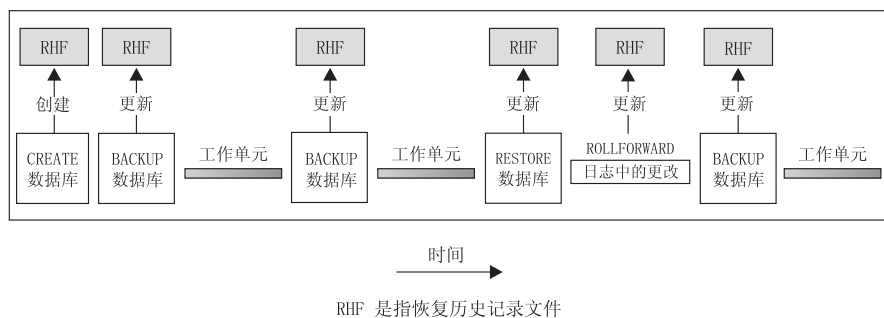 RHF
RHF
RHF
RHF
RHF
RHF
创建
更新
更新
更新
更新
更新
CREATE
数据库
BACKUP
数据库
工作单元
BACKUP
数据库
工作单元
RESTORE
数据库
ROLLFORWARD
日志中的更改
BACKUP
数据库
工作单元
时间
RHF 是指恢复历史记录文件